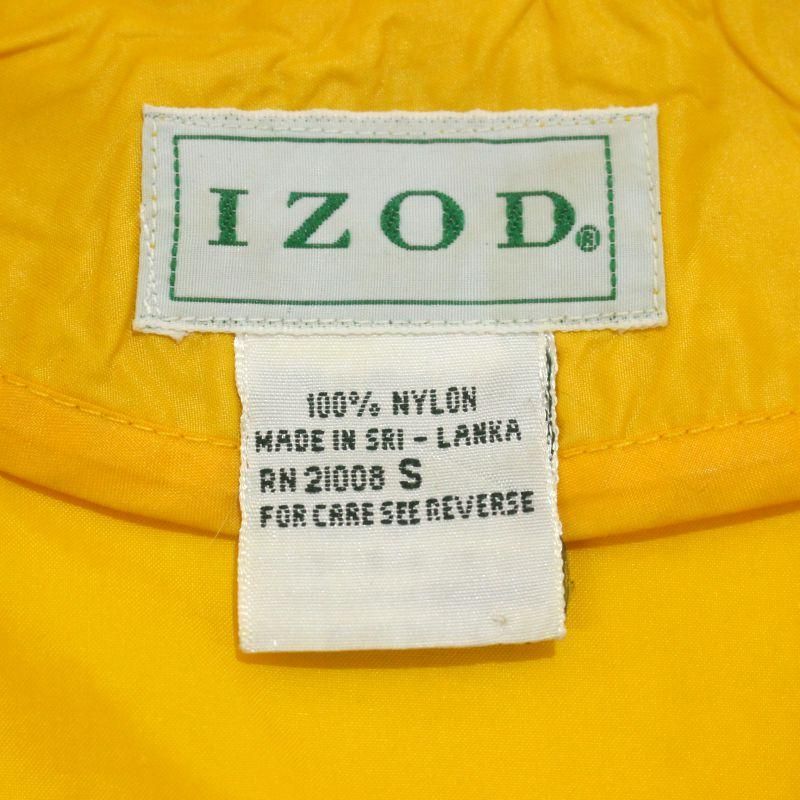 IZOD®
100% NYLON
MADE IN SRI - LANKA
RN 21008 S
FOR CARE SEE REVERSE